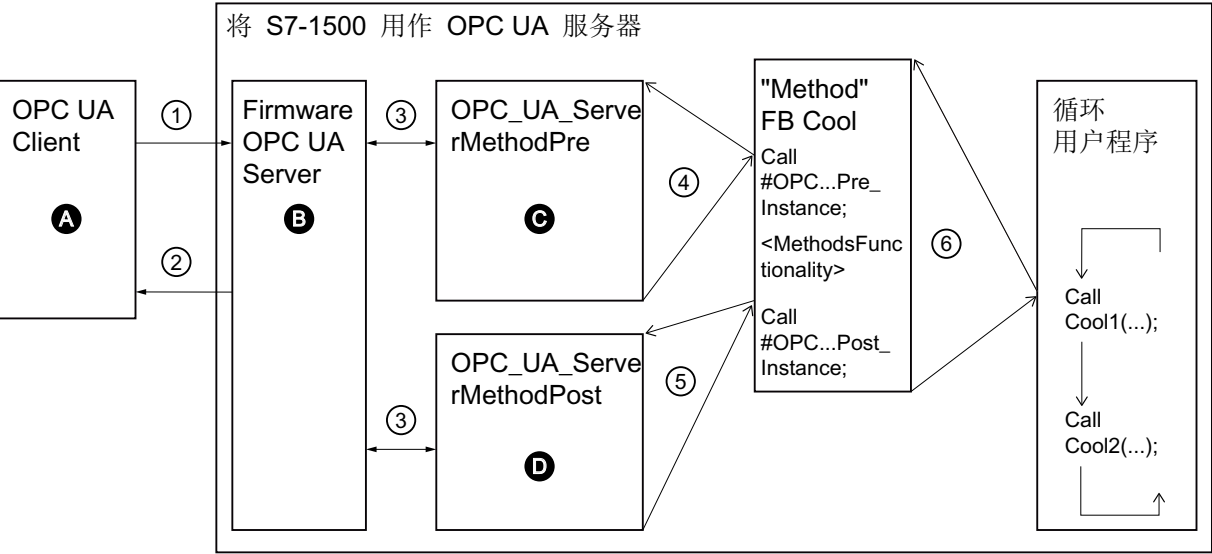 将 S7-1500 用作 OPC UA 服务器
OPC UA
Client
A
①
②
Firmware
OPC UA
Server
B
③
③
OPC_UA_Serve
rMethodPre
C
④
OPC_UA_Serve
rMethodPost
D
⑤
"Method"
FB Cool
Call
#OPC...Pre_
Instance;
<MethodsFunc
tionality>
Call
#OPC...Post_
Instance;
⑥
循环
用户程序
Call
Cool1(...);
Call
Cool2(...);